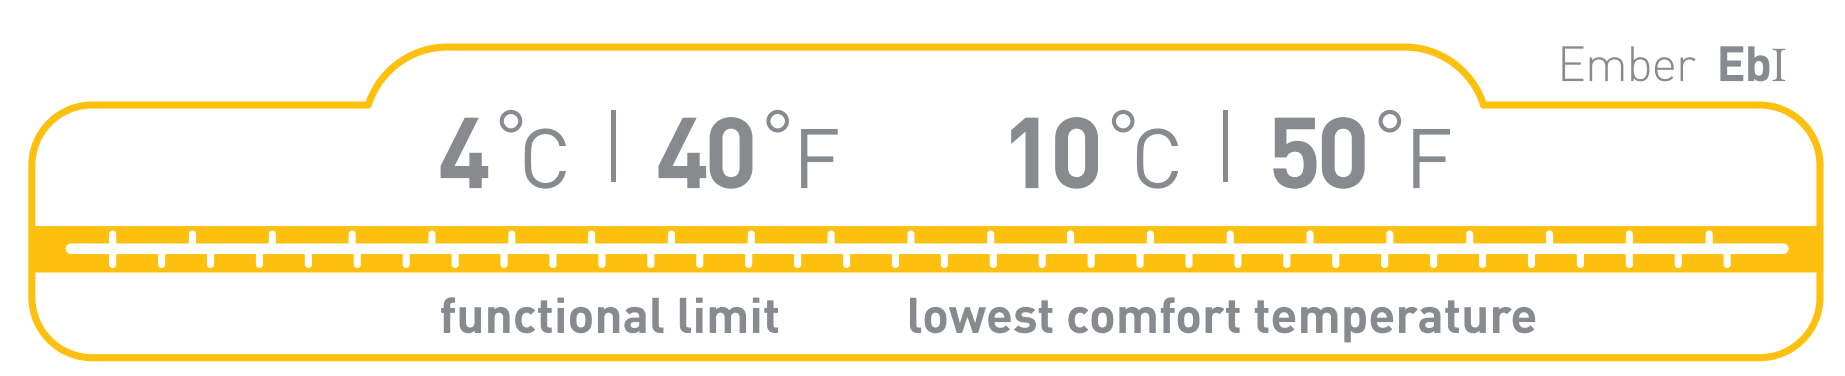 Ember EbI
4°C | 40°F 10°C | 50°F
functional limit lowest comfort temperature